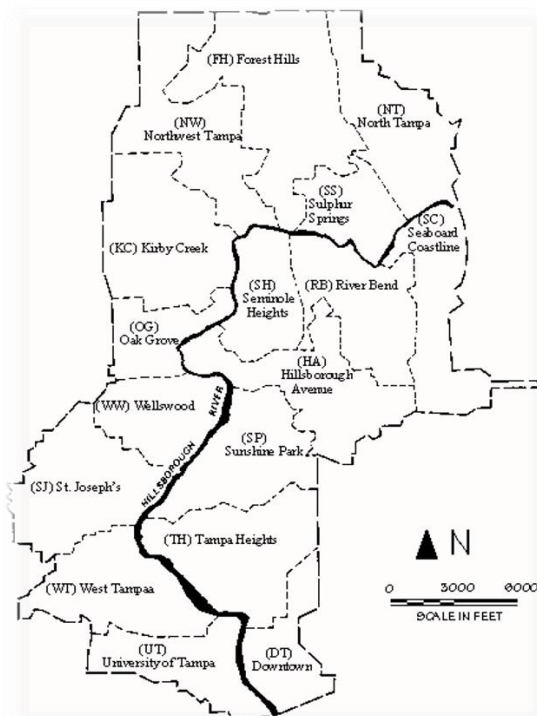 (FH) Forest Hills
(NW)
Northwest Tampa
(NT)
North Tampa
(SS)
Sulphur
Springs
(SC)
Seaboard
Coastline
(KC) Kirby Creek
(SH)
Seminole
Heights
(RB) River Bend
(OG)
Oak Grove
(HA)
Hillsborough
Avenue
(WW) Wellswood
HILLSBOROUGH RIVER
(SP)
Sunshine Park
(SJ) St. Joseph's
(TH) Tampa Heights
N
(WT) West Tampaa
0 3000 6000
SCALE IN FEET
(UT)
University of Tampa
(DT)
Downtown